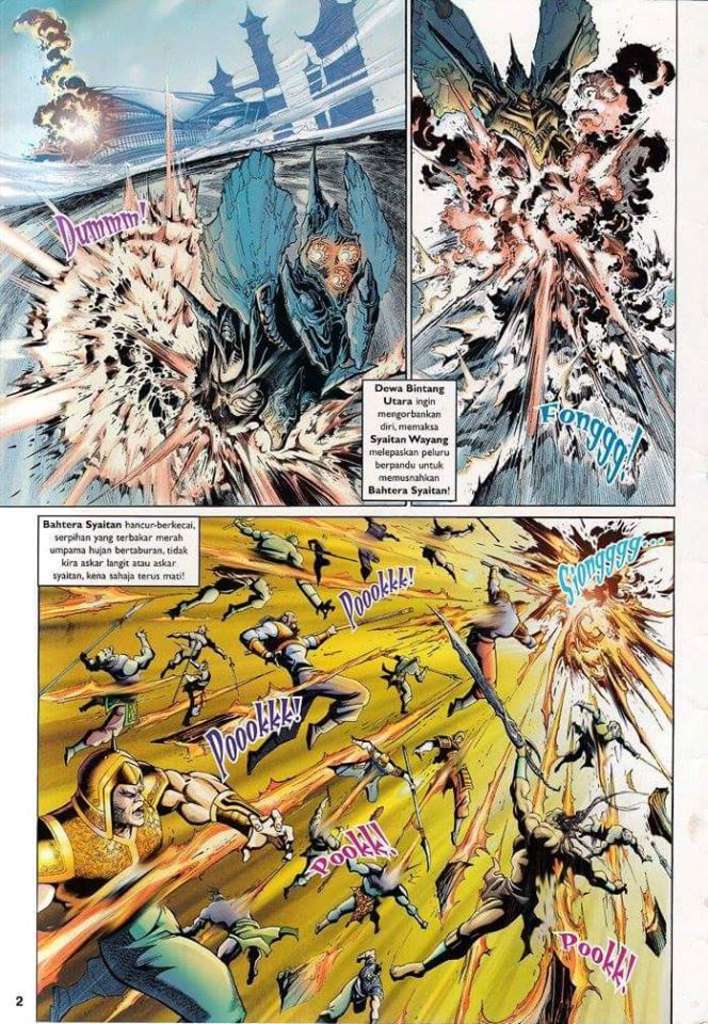 Dummm!
Dewa Bintang
Utara ingin
mengorbankan
diri, memaksa
Syaitan Wayang
melepaskan peluru
berpandu untuk
memusnahkan
Bahtera Syaitan!
Fonggg!
Bahtera Syaitan hancur-berkecai,
serpihan yang terbakar merah
umpama hujan bertaburan, tidak
kira askar langit atau askar
syaitan, kena sahaja terus mati!
Siongggg...
Poookkk!
Poookkk!
Pookk!
Pookk!
2